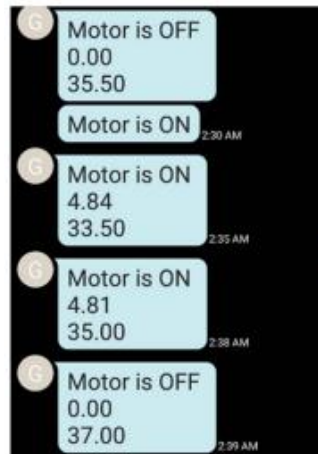 G
Motor is OFF
0.00
35.50
Motor is ON
2:30 AM
G
Motor is ON
4.84
33.50
2:35 AM
G
Motor is ON
4.81
35.00
2:38 AM
G
Motor is OFF
0.00
37.00
2:39 AM